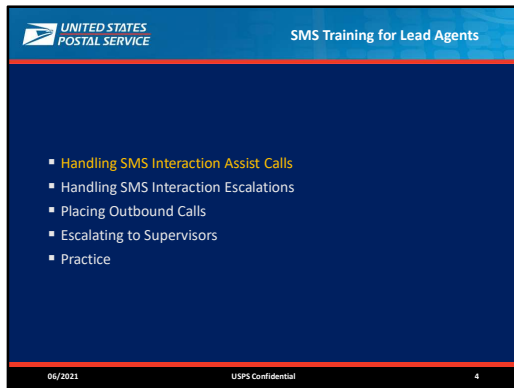 UNITED STATES
POSTAL SERVICE
SMS Training for Lead Agents
▪ Handling SMS Interaction Assist Calls
▪ Handling SMS Interaction Escalations
▪ Placing Outbound Calls
▪ Escalating to Supervisors
▪ Practice
06/2021 USPS Confidential 4